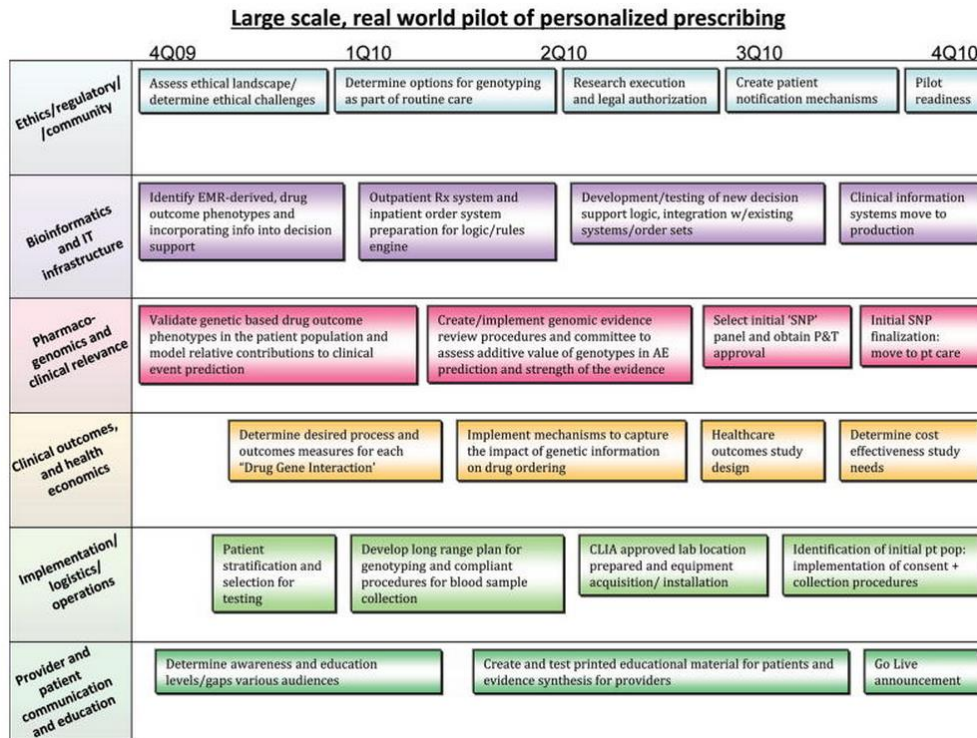 Large scale, real world pilot of personalized prescribing
4Q09 1Q10 2Q10 3Q10 4Q10
Ethics/regulatory/
/community
Assess ethical landscape/
determine ethical challenges
Determine options for genotyping
as part of routine care
Research execution
and legal authorization
Create patient
notification mechanisms
Pilot
readiness
Bioinformatics
and IT
infrastructure
Identify EMR-derived, drug
outcome phenotypes and
incorporating info into decision
support
Outpatient Rx system and
inpatient order system
preparation for logic/rules
engine
Development/testing of new decision
support logic, integration w/existing
systems/order sets
Clinical information
systems move to
production
Pharmaco-
genomics and
clinical relevance
Validate genetic based drug outcome
phenotypes in the patient population and
model relative contributions to clinical
event prediction
Create/implement genomic evidence
review procedures and committee to
assess additive value of genotypes in AE
prediction and strength of the evidence
Select initial 'SNP'
panel and obtain P&T
approval
Initial SNP
finalization:
move to pt care
Clinical outcomes,
and health
economics
Determine desired process and
outcomes measures for each
"Drug Gene Interaction'
Implement mechanisms to capture
the impact of genetic information
on drug ordering
Healthcare
outcomes study
design
Determine cost
effectiveness study
needs
Implementation/
logistics/
operations
Patient
stratification and
selection for
testing
Develop long range plan for
genotyping and compliant
procedures for blood sample
collection
CLIA approved lab location
prepared and equipment
acquisition/ installation
Identification of initial pt pop:
implementation of consent +
collection procedures
Provider and
patient
communication
and education
Determine awareness and education
levels/gaps various audiences
Create and test printed educational material for patients and
evidence synthesis for providers
Go Live
announcement